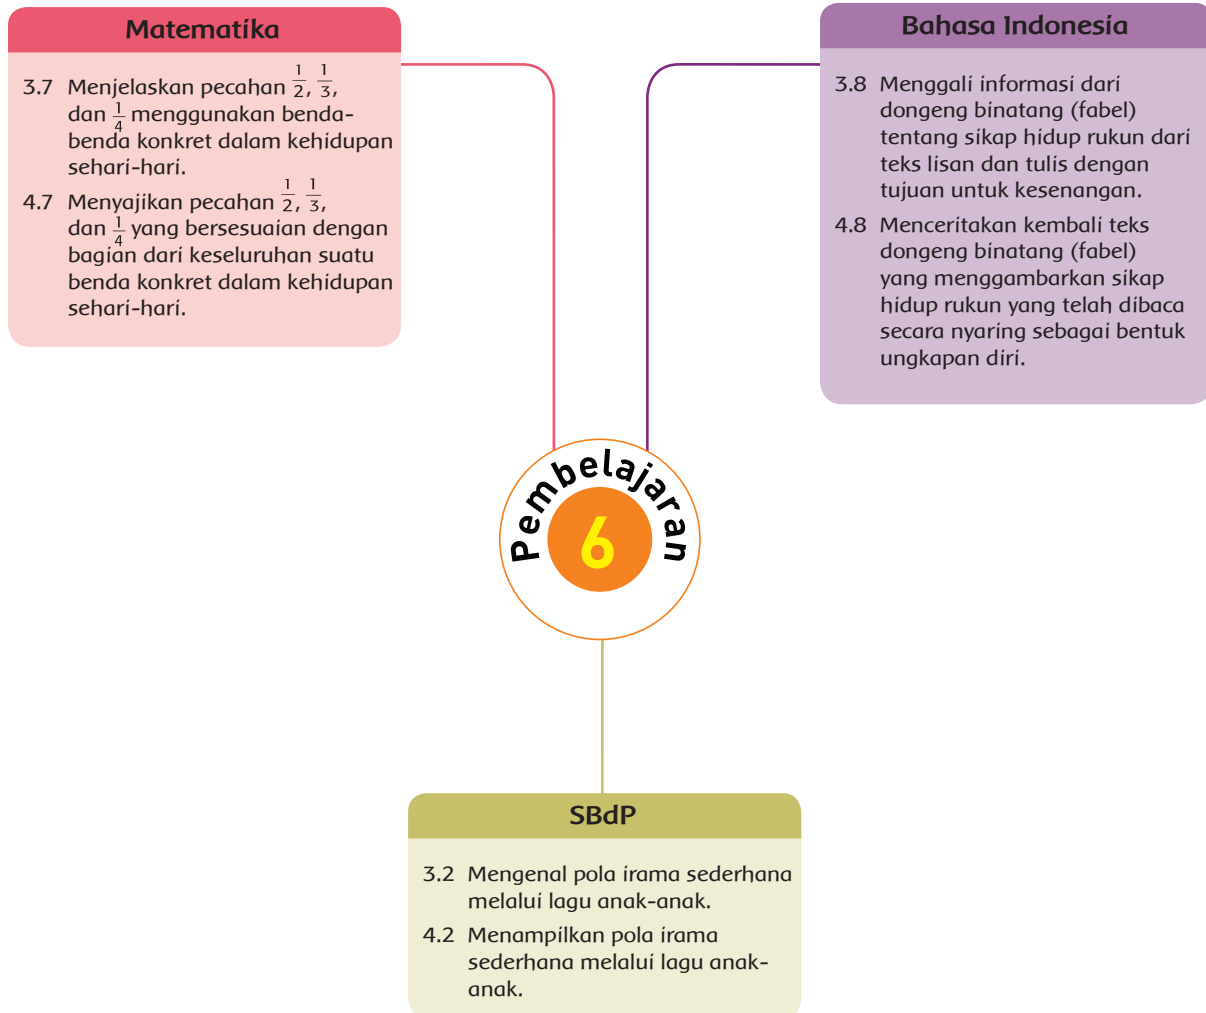 Matematika
3.7 Menjelaskan pecahan 1/2, 1/3,
dan 1/4 menggunakan benda-
benda konkret dalam kehidupan
sehari-hari.
4.7 Menyajikan pecahan 1/2, 1/3,
dan 1/4 yang bersesuaian dengan
bagian dari keseluruhan suatu
benda konkret dalam kehidupan
sehari-hari.
Bahasa Indonesia
3.8 Menggali informasi dari
dongeng binatang (fabel)
tentang sikap hidup rukun dari
teks lisan dan tulis dengan
tujuan untuk kesenangan.
4.8 Menceritakan kembali teks
dongeng binatang (fabel)
yang menggambarkan sikap
hidup rukun yang telah dibaca
secara nyaring sebagai bentuk
ungkapan diri.
Pembelajaran
6
SBdP
3.2 Mengenal pola irama sederhana
melalui lagu anak-anak.
4.2 Menampilkan pola irama
sederhana melalui lagu anak-
anak.